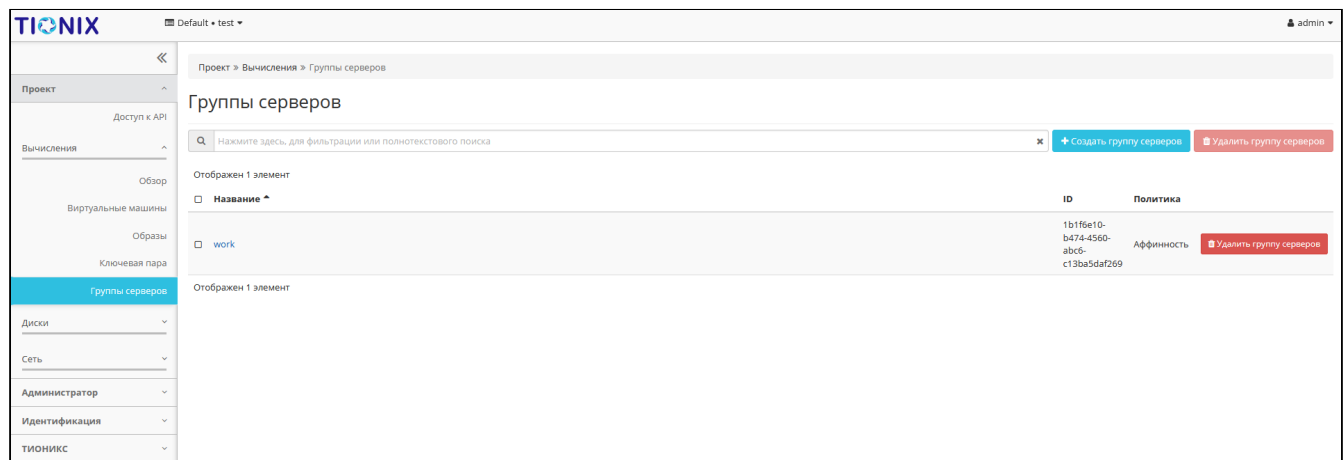 TIONIX
Default • test
admin
Проект » Вычисления » Группы серверов
Проект
Доступ к API
Вычисления
Обзор
Виртуальные машины
Образы
Ключевая пара
Группы серверов
Диски
Сеть
Администратор
Идентификация
ТИОНИКС
Группы серверов
Нажмите здесь, для фильтрации или полнотекстового поиска
Создать группу серверов
Удалить группу серверов
Отображен 1 элемент
Название ID Политика
work
1b1f6e10-
b474-4560-
abc6-
c13ba5daf269
Аффинность
Удалить группу серверов
Отображен 1 элемент